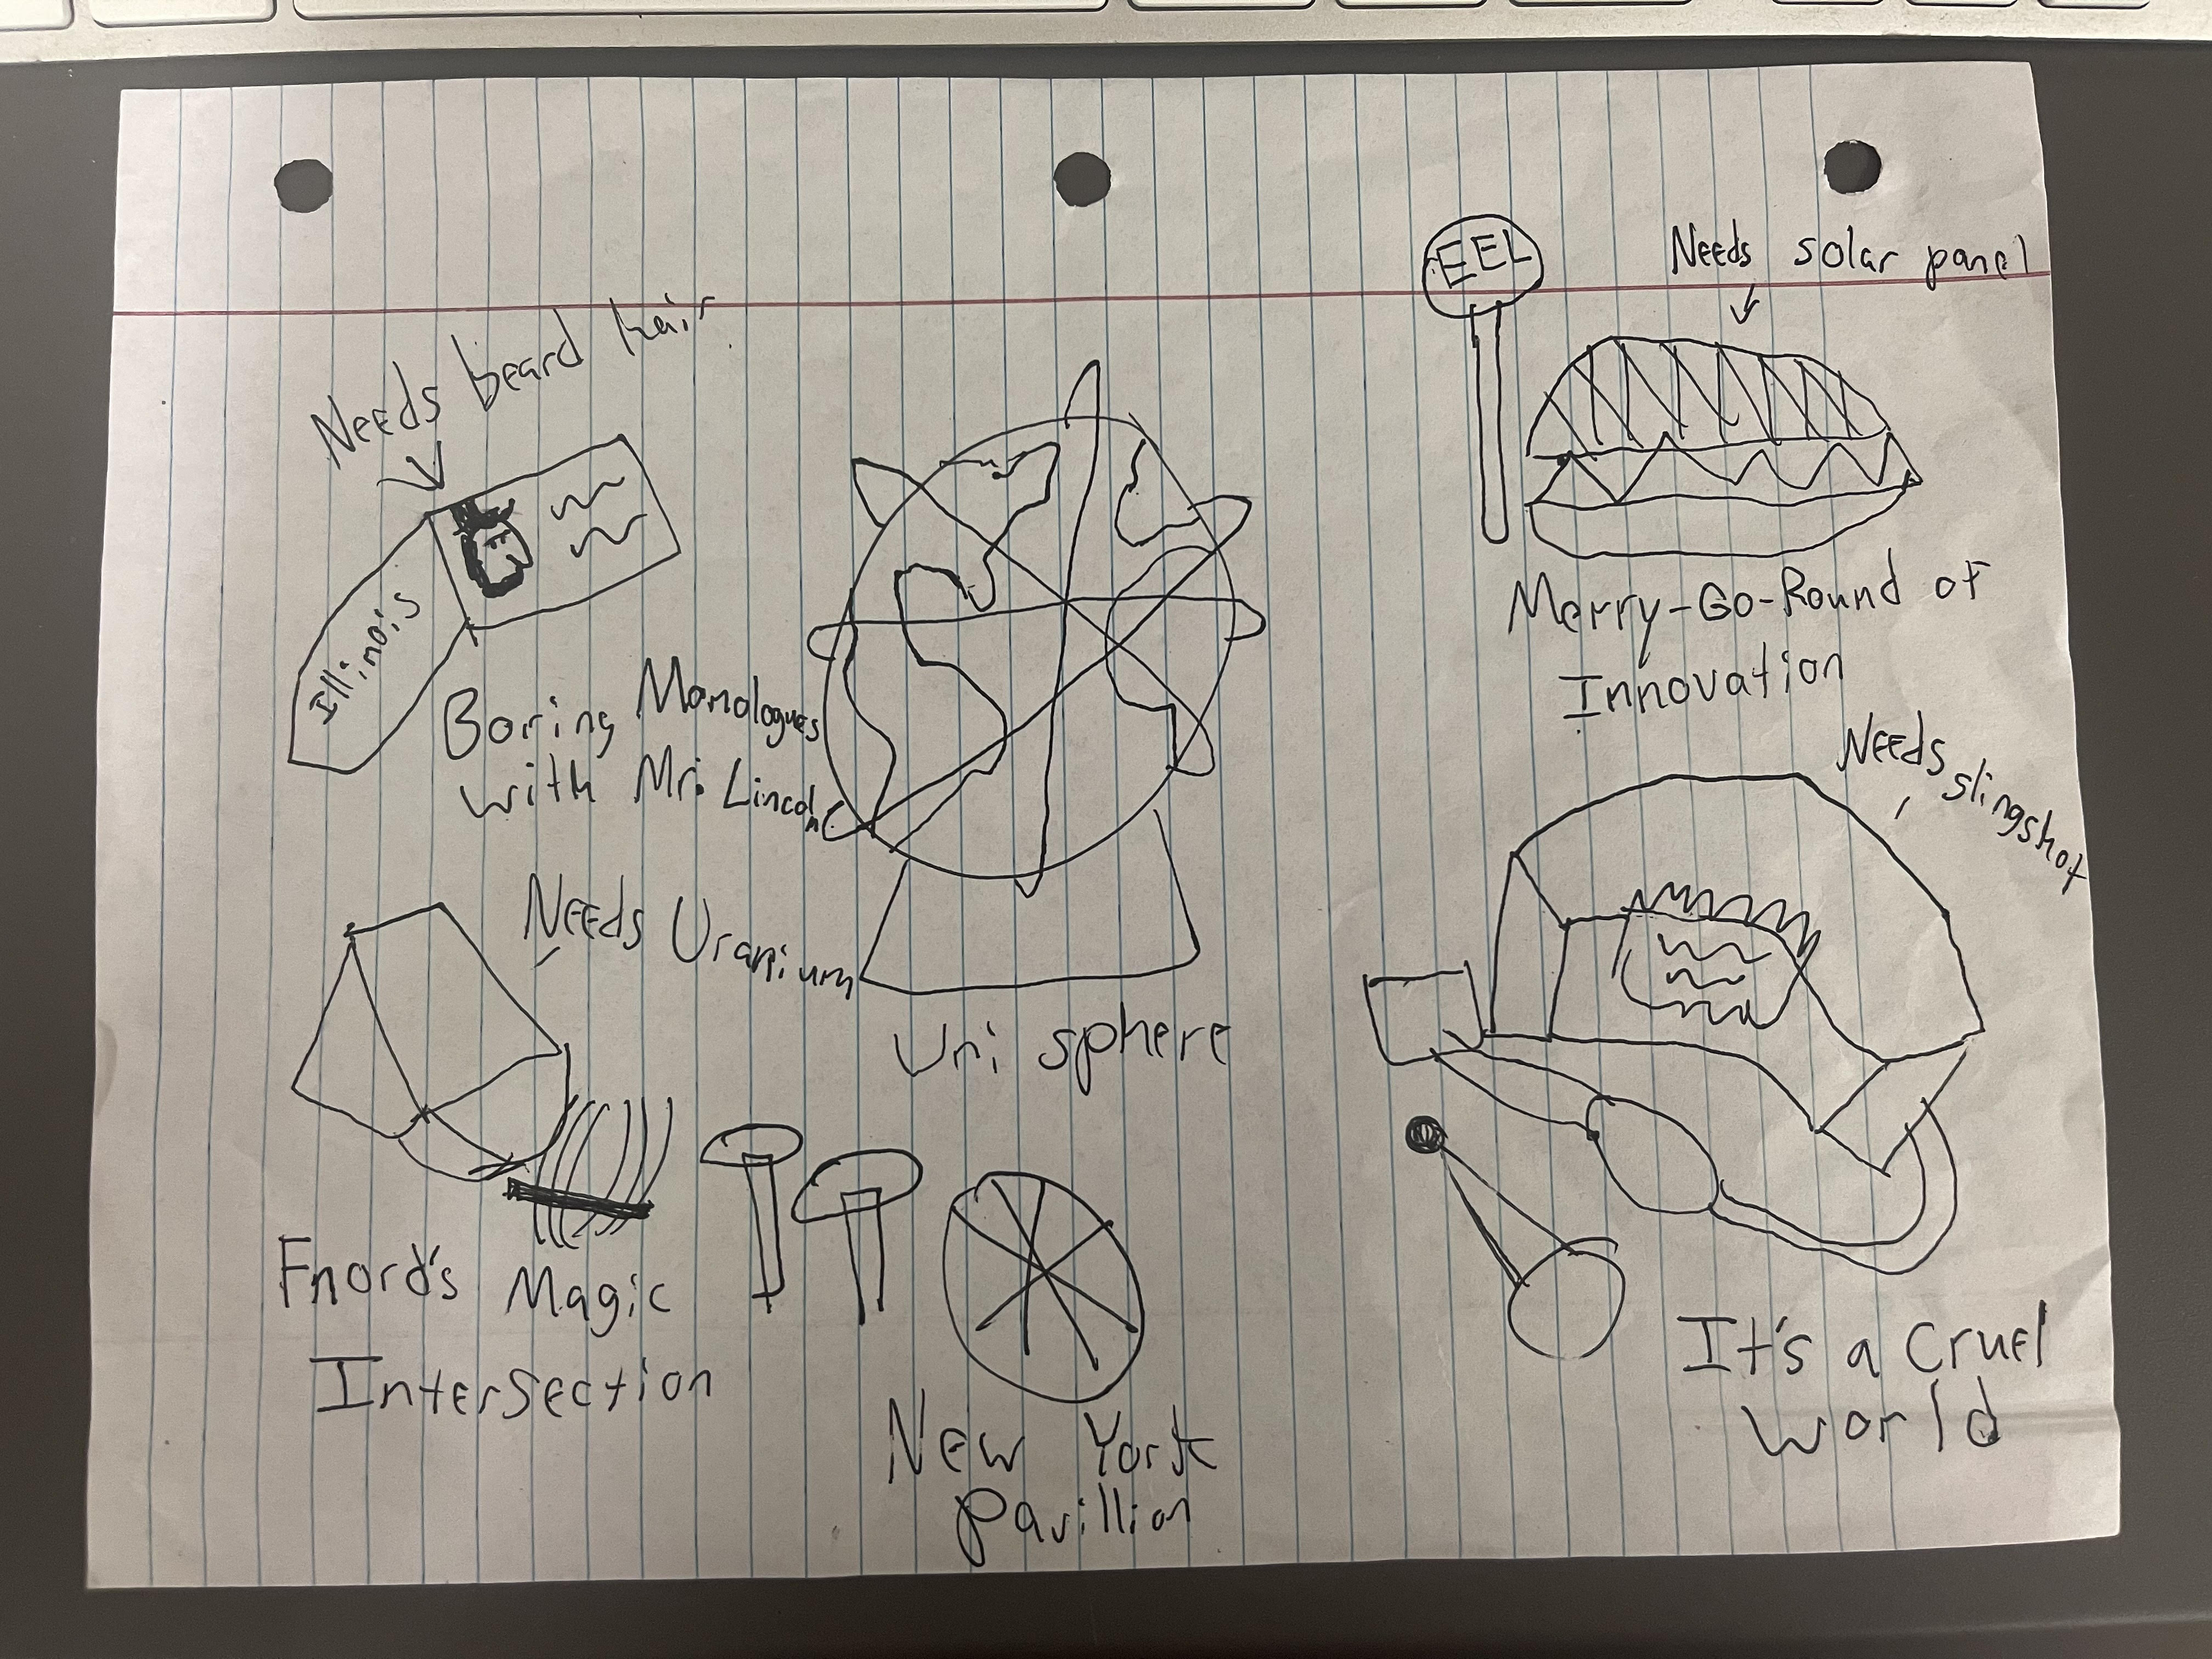 EEL
Needs solar panel
Merry-Go-Round of
Innovation
Needs beard hair
Illinois
Boring Monologues
with Mr. Lincoln
Uni sphere
Needs slingshot
It's a cruel
world
Needs Uranium
Fnord's Magic
Intersection
New York
Pavillion